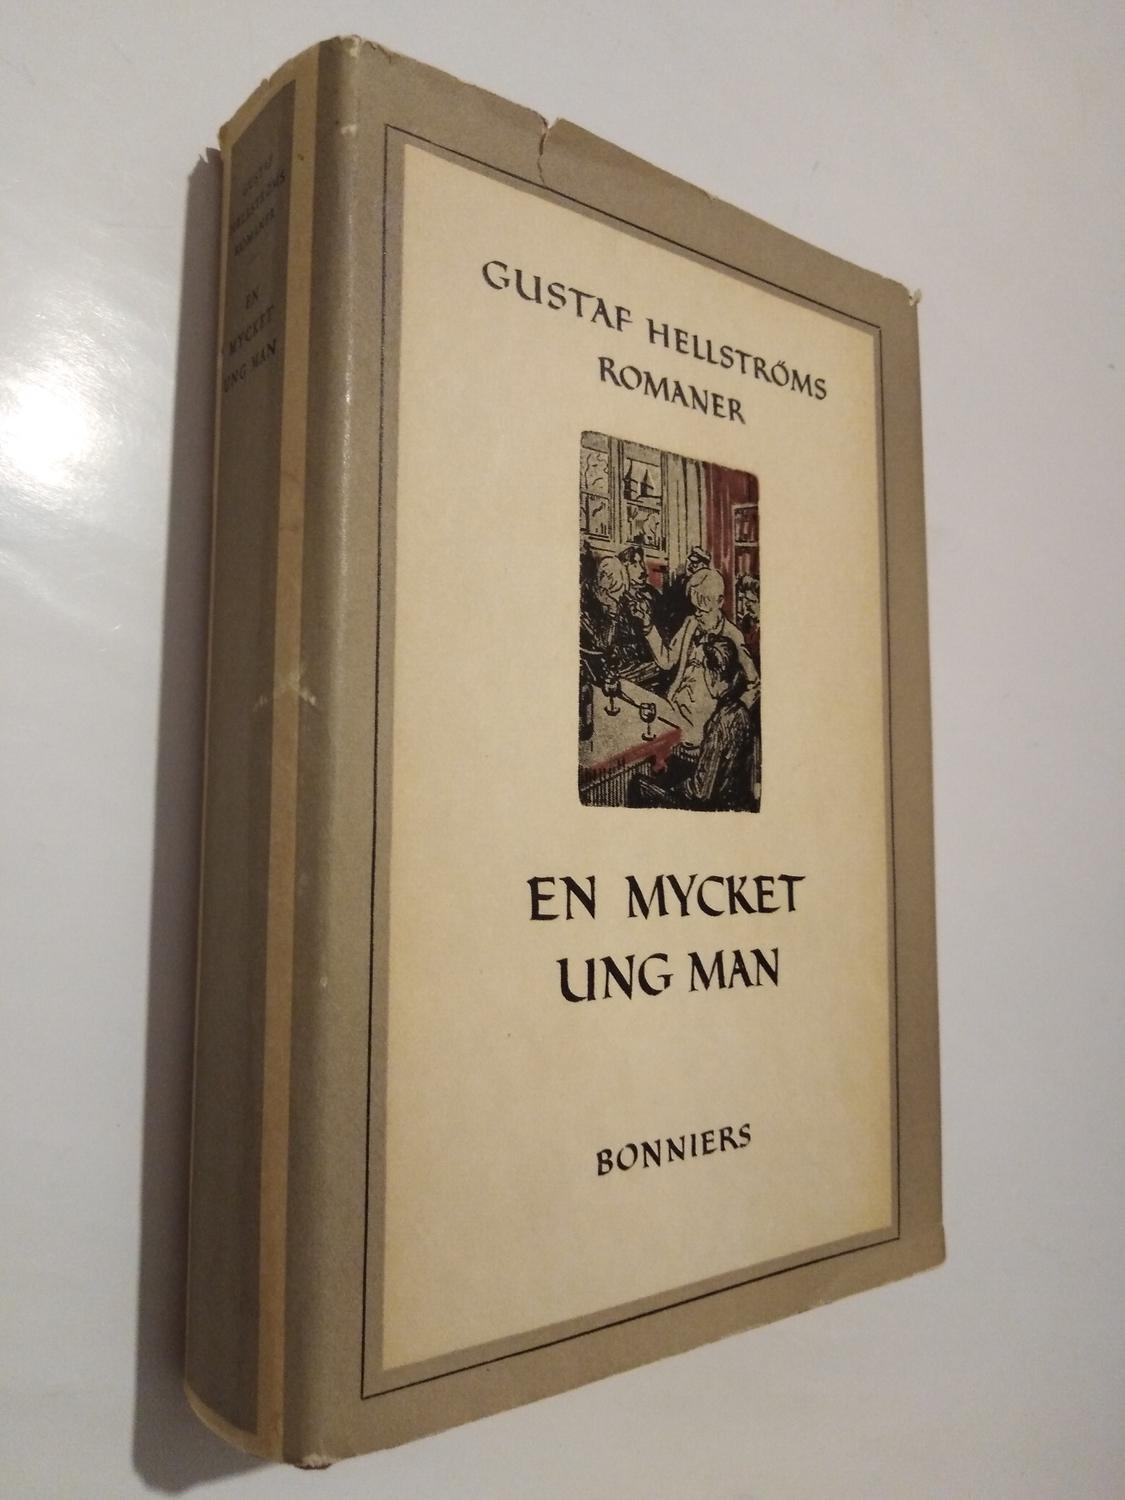 GUSTAF
HELLSTRÖMS
ROMANER
EN
MYCKET
UNG MAN
GUSTAF HELLSTRÖMS
ROMANER
EN MYCKET
UNG MAN
BONNIERS